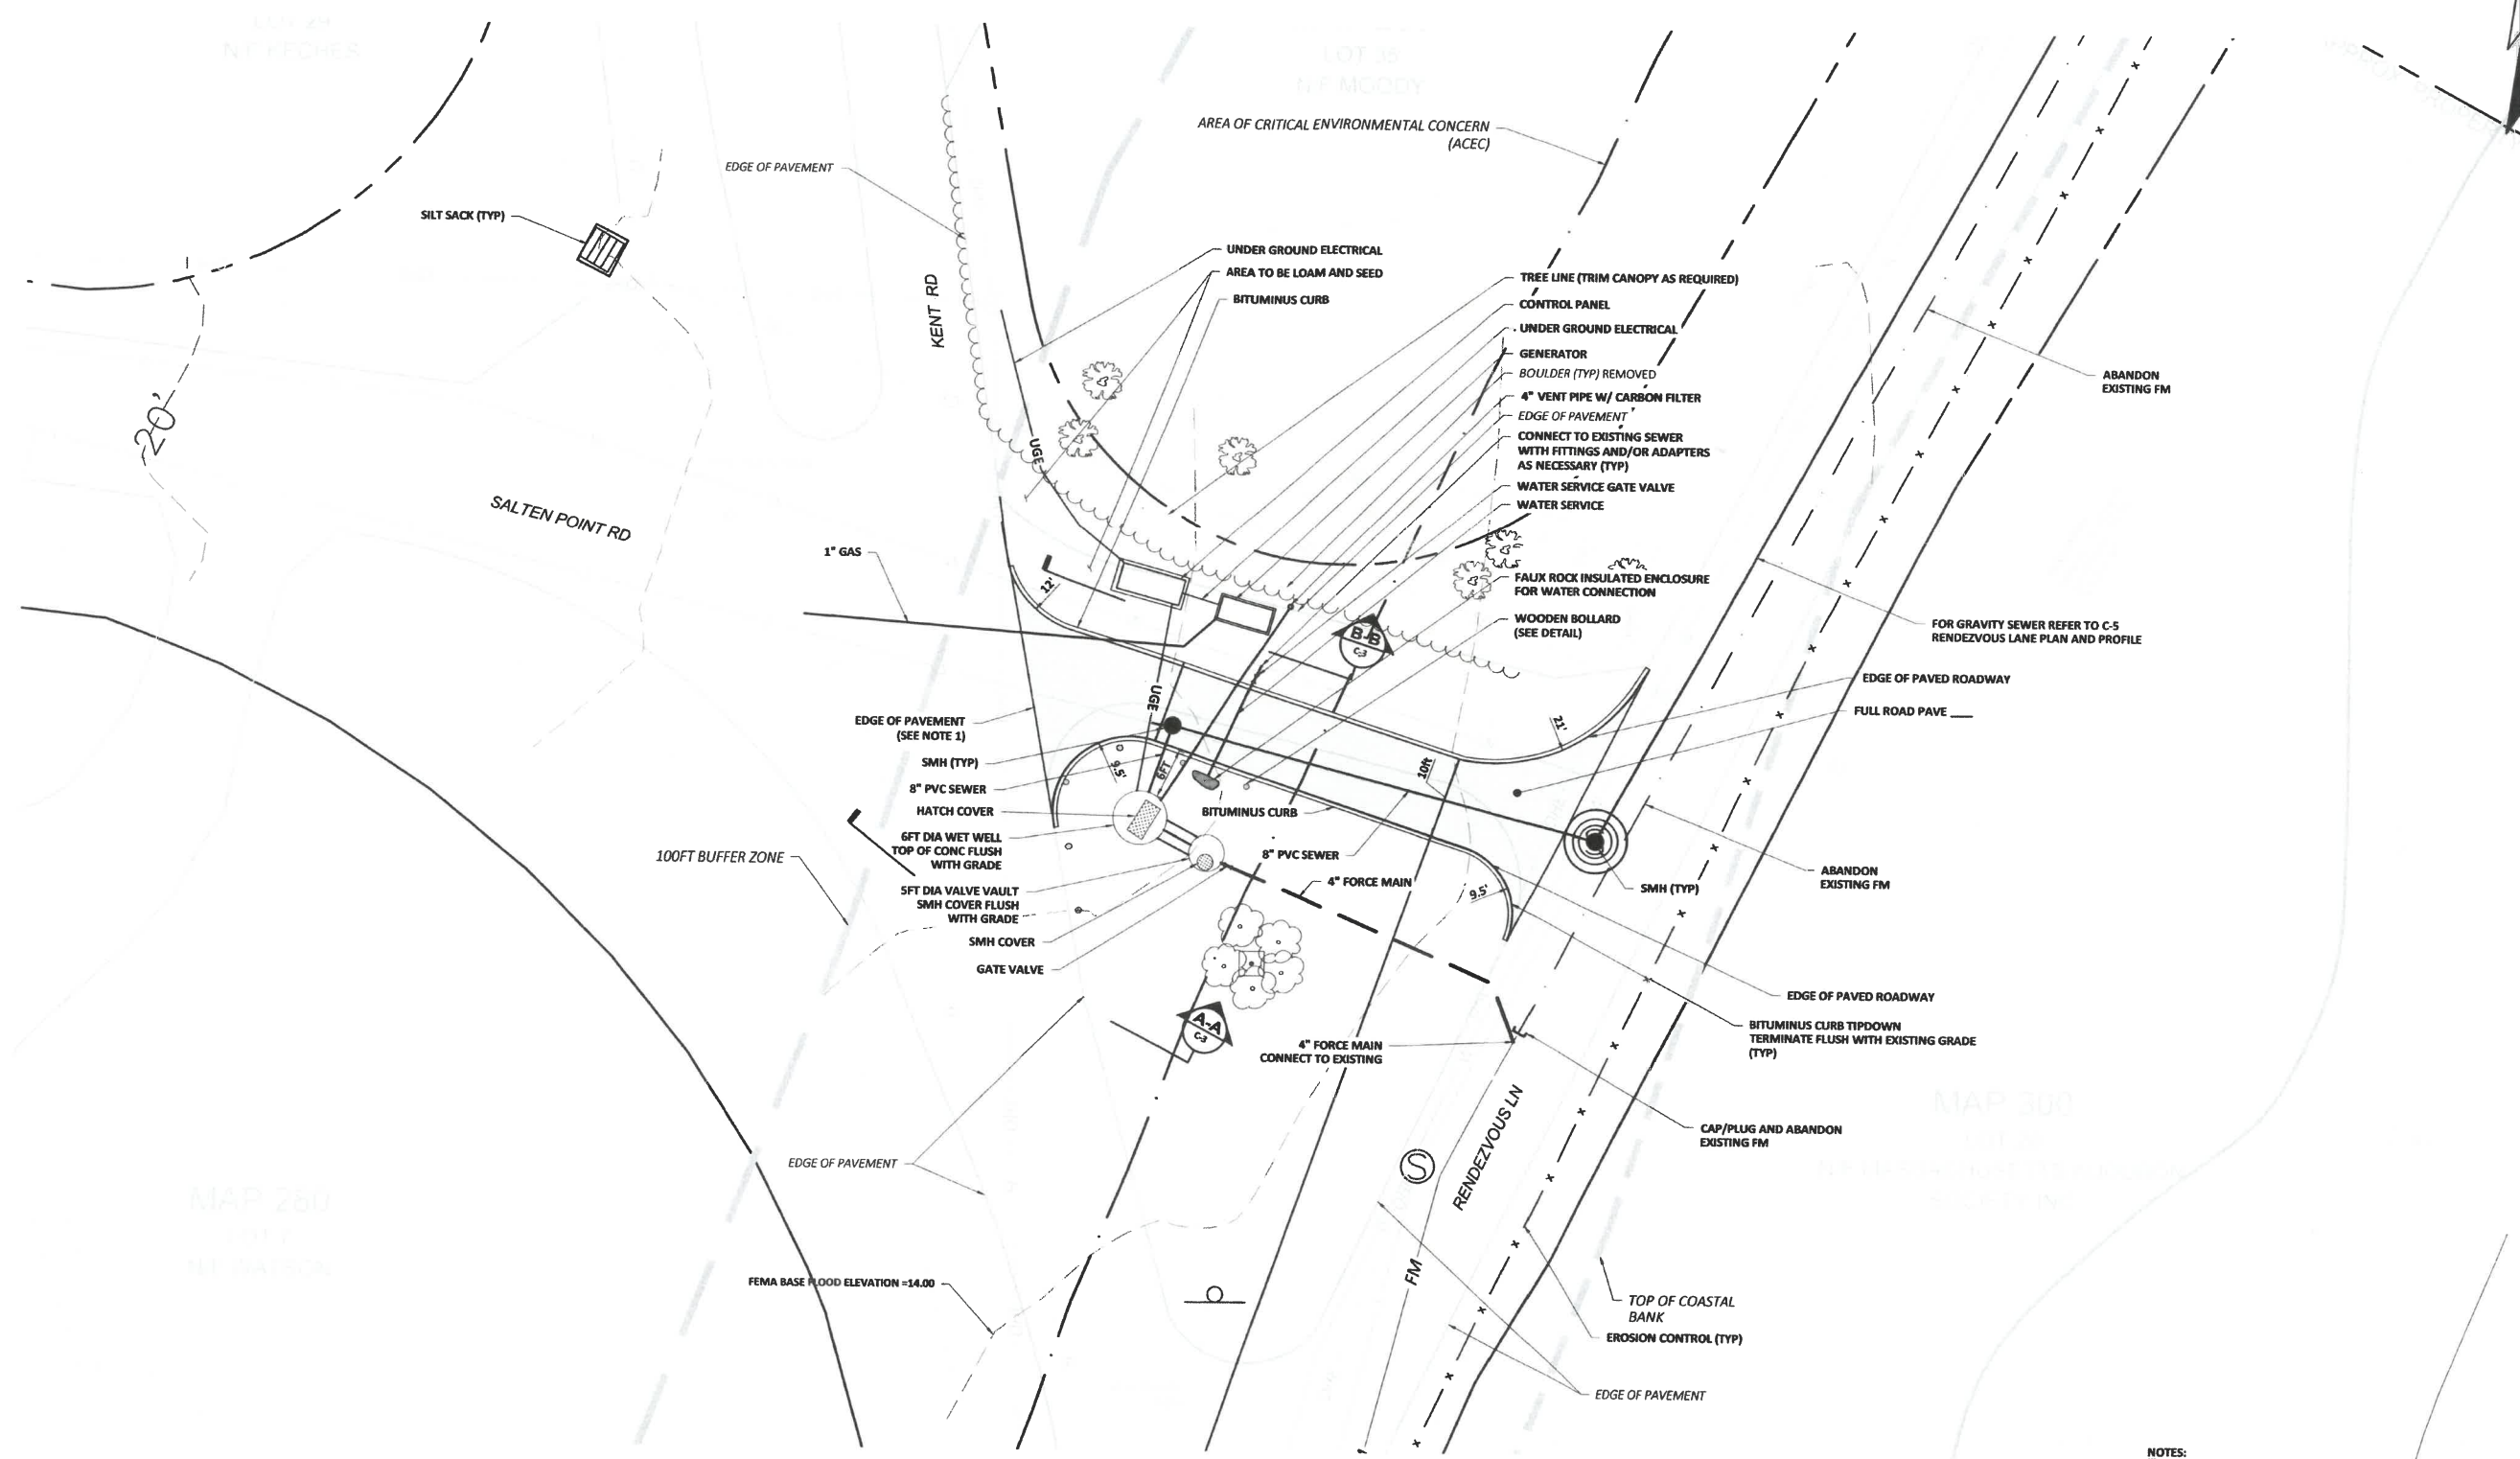 LOT 35
N/F MOODY
AREA OF CRITICAL ENVIRONMENTAL CONCERN
(ACEC)
EDGE OF PAVEMENT
SILT SACK (TYP)
KENT RD
UNDER GROUND ELECTRICAL
AREA TO BE LOAM AND SEED
BITUMINUS CURB
TREE LINE (TRIM CANOPY AS REQUIRED)
CONTROL PANEL
UNDER GROUND ELECTRICAL
GENERATOR
BOULDER (TYP) REMOVED
4" VENT PIPE W/ CARBON FILTER
EDGE OF PAVEMENT
CONNECT TO EXISTING SEWER
WITH FITTINGS AND/OR ADAPTERS
AS NECESSARY (TYP)
WATER SERVICE GATE VALVE
WATER SERVICE
ABANDON
EXISTING FM
20'
UGE
SALTEN POINT RD
1" GAS
12'
FAUX ROCK INSULATED ENCLOSURE
FOR WATER CONNECTION
WOODEN BOLLARD
(SEE DETAIL)
B-B
C-3
FOR GRAVITY SEWER REFER TO C-5
RENDEZVOUS LANE PLAN AND PROFILE
EDGE OF PAVED ROADWAY
FULL ROAD PAVE ___
UGE
21'
EDGE OF PAVEMENT
(SEE NOTE 1)
SMH (TYP)
8" PVC SEWER
HATCH COVER
6FT DIA WET WELL
TOP OF CONC FLUSH
WITH GRADE
5FT DIA VALVE VAULT
SMH COVER FLUSH
WITH GRADE
SMH COVER
GATE VALVE
9.5'
6FT
10ft
BITUMINUS CURB
8" PVC SEWER
4" FORCE MAIN
9.5'
SMH (TYP)
ABANDON
EXISTING FM
100FT BUFFER ZONE
EDGE OF PAVED ROADWAY
BITUMINUS CURB TIPDOWN
TERMINATE FLUSH WITH EXISTING GRADE
(TYP)
A-A
C-3
4" FORCE MAIN
CONNECT TO EXISTING
RENDEZVOUS LN
S
CAP/PLUG AND ABANDON
EXISTING FM
MAP 300
EDGE OF PAVEMENT
MAP 280
FEMA BASE FLOOD ELEVATION =14.00
FM
TOP OF COASTAL
BANK
EROSION CONTROL (TYP)
EDGE OF PAVEMENT
NOTES: